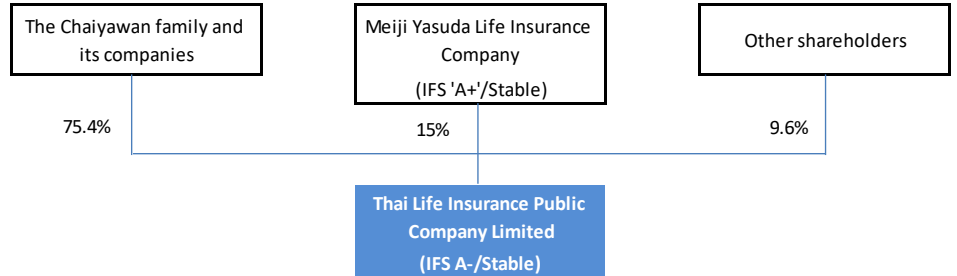 The Chaiyawan family and
its companies
Meiji Yasuda Life Insurance
Company
(IFS 'A+'/Stable)
Other shareholders
75.4%
15%
9.6%
Thai Life Insurance Public
Company Limited
(IFS A-/Stable)